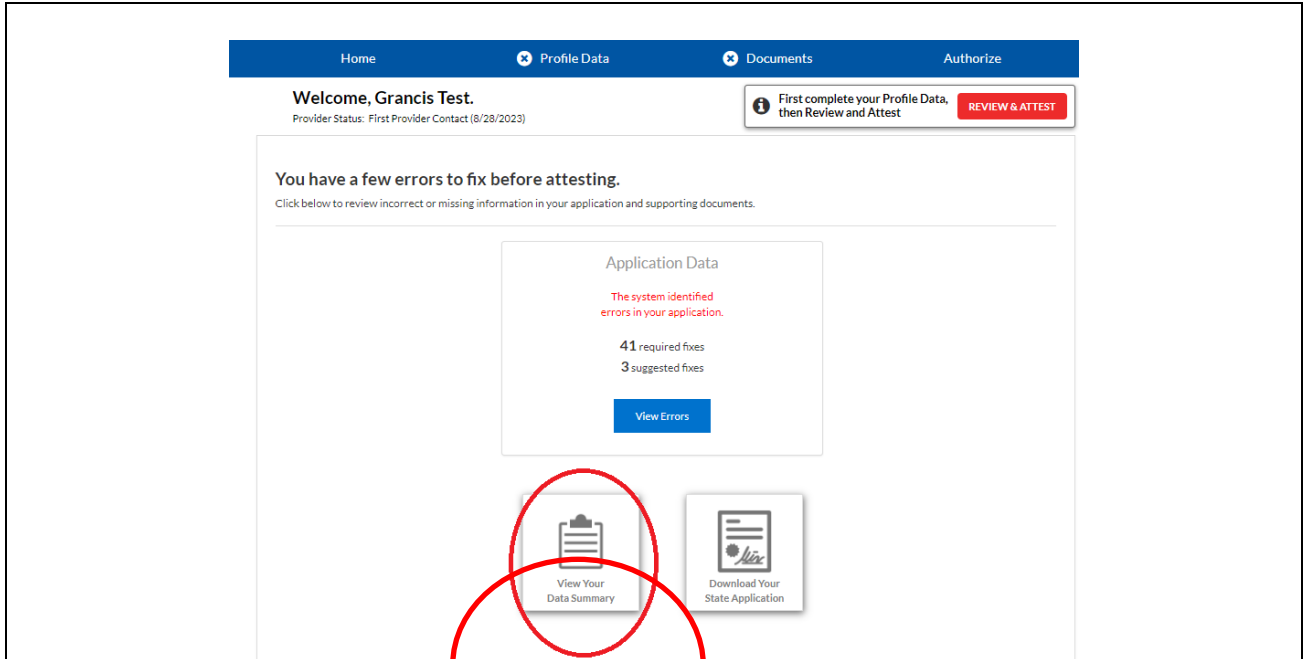 Home Profile Data Documents Authorize
Welcome, Grancis Test.
Provider Status: First Provider Contact (8/28/2023)
First complete your Profile Data,
then Review and Attest
REVIEW & ATTEST
You have a few errors to fix before attesting.
Click below to review incorrect or missing information in your application and supporting documents.
Application Data
The system identified
errors in your application.
41 required fixes
3 suggested fixes
View Errors
View Your
Data Summary
Download Your
State Application